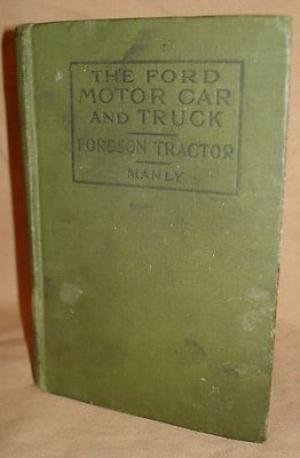 THE FORD
MOTOR CAR
AND TRUCK
FORDSON TRACTOR
MANLY